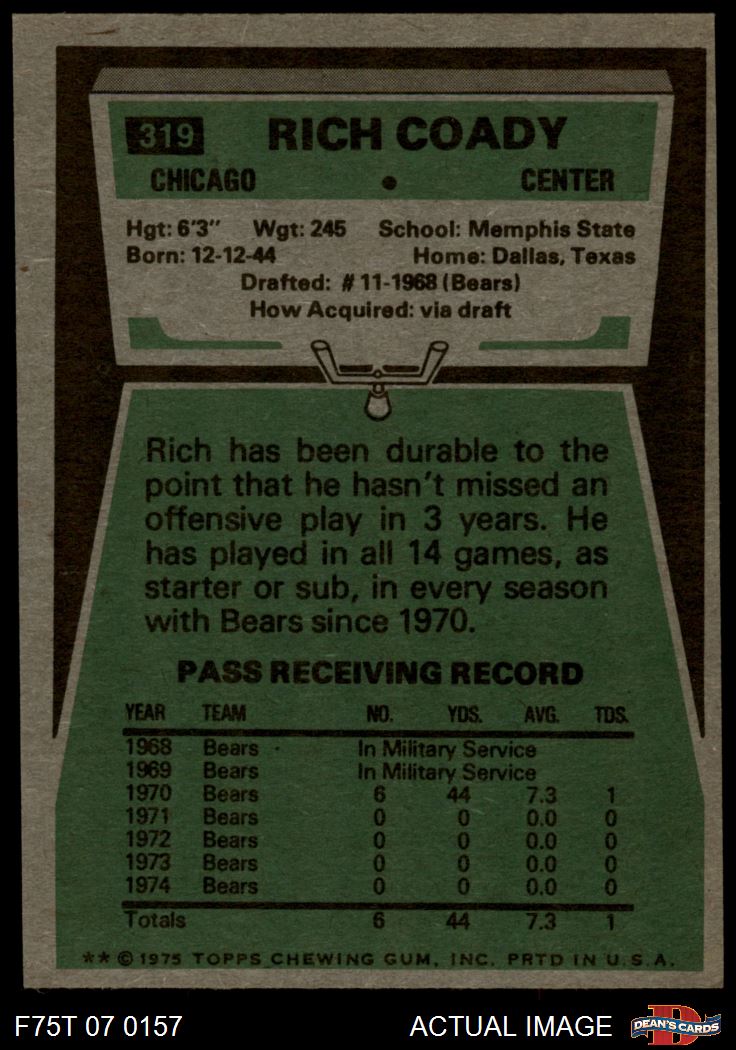 319 RICH COADY
CHICAGO • CENTER
Hgt: 6'3" Wgt: 245 School: Memphis State
Born: 12-12-44 Home: Dallas, Texas
Drafted: #11-1968 (Bears)
How Acquired: via draft
Rich has been durable to the
point that he hasn't missed an
offensive play in 3 years. He
has played in all 14 games, as
starter or sub, in every season
with Bears since 1970.
PASS RECEIVING RECORD
YEAR TEAM NO. YDS. AVG. TDS.
1968 Bears In Military Service
1969 Bears In Military Service
1970 Bears 6 44 7.3 1
1971 Bears 0 0 0.0 0
1972 Bears 0 0 0.0 0
1973 Bears 0 0 0.0 0
1974 Bears 0 0 0.0 0
Totals 6 44 7.3 1
** © 1975 TOPPS CHEWING GUM, INC. PRTD IN U.S.A.
F75T 07 0157 ACTUAL IMAGE D DEAN'S CARDS